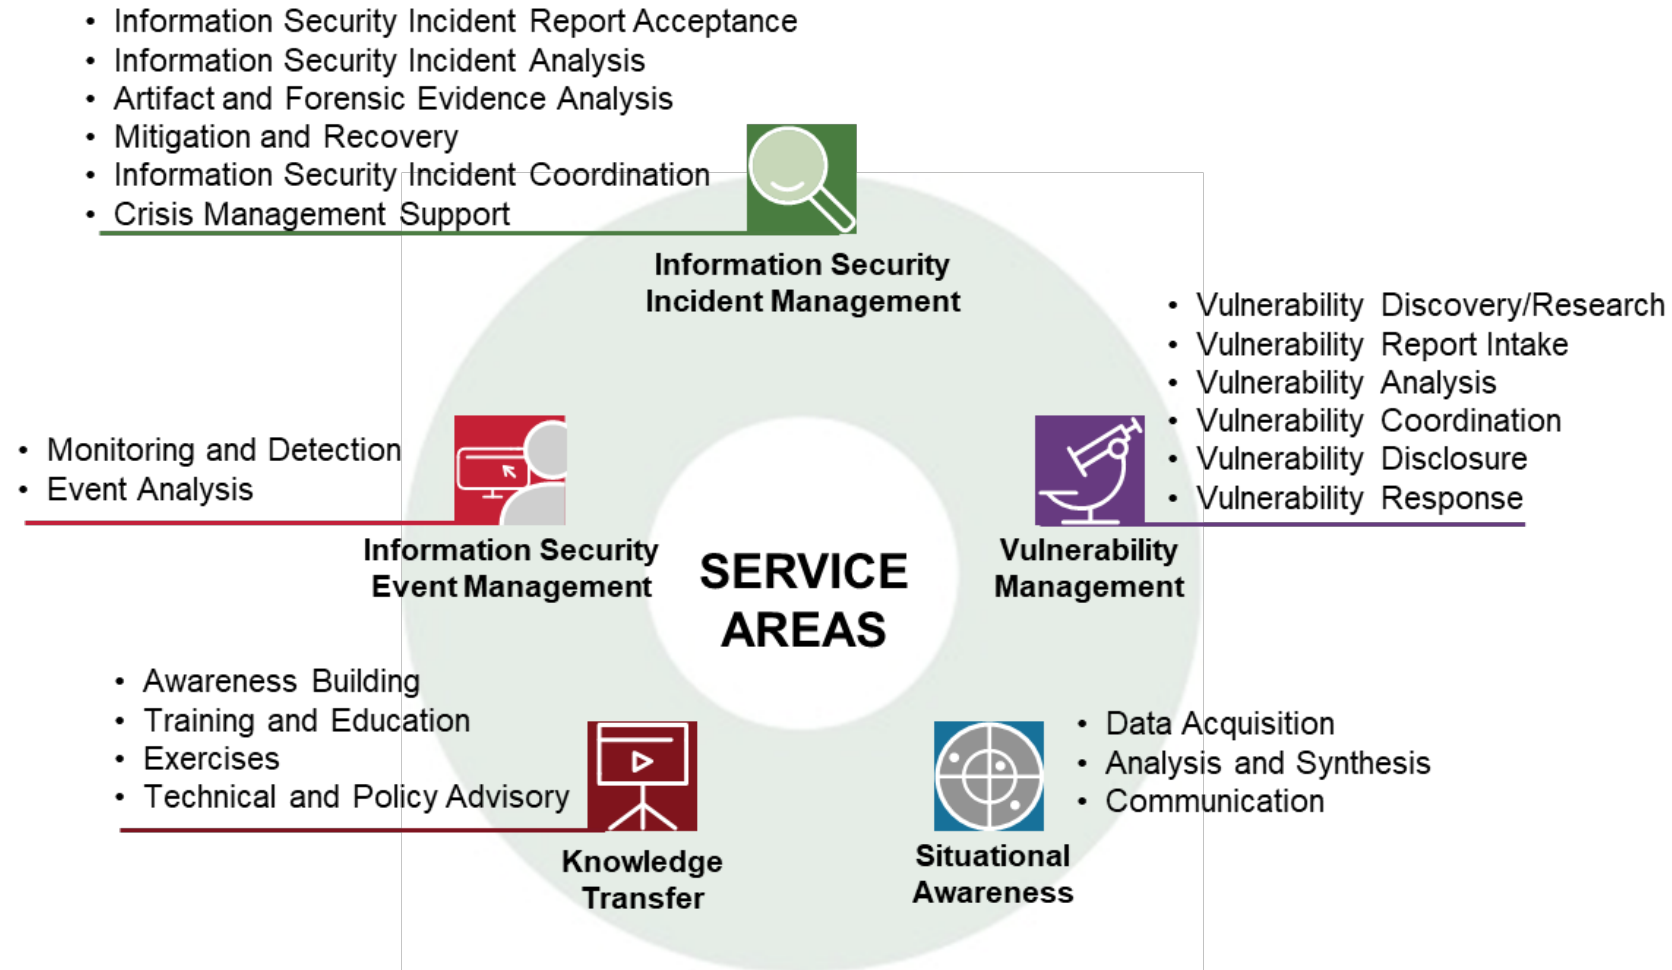 • Information Security Incident Report Acceptance
• Information Security Incident Analysis
• Artifact and Forensic Evidence Analysis
• Mitigation and Recovery
• Information Security Incident Coordination
• Crisis Management Support
Information Security
Incident Management
• Vulnerability Discovery/Research
• Vulnerability Report Intake
• Vulnerability Analysis
• Vulnerability Coordination
• Vulnerability Disclosure
• Vulnerability Response
Vulnerability
Management
• Monitoring and Detection
• Event Analysis
Information Security
Event Management
SERVICE
AREAS
• Awareness Building
• Training and Education
• Exercises
• Technical and Policy Advisory
Knowledge
Transfer
• Data Acquisition
• Analysis and Synthesis
• Communication
Situational
Awareness